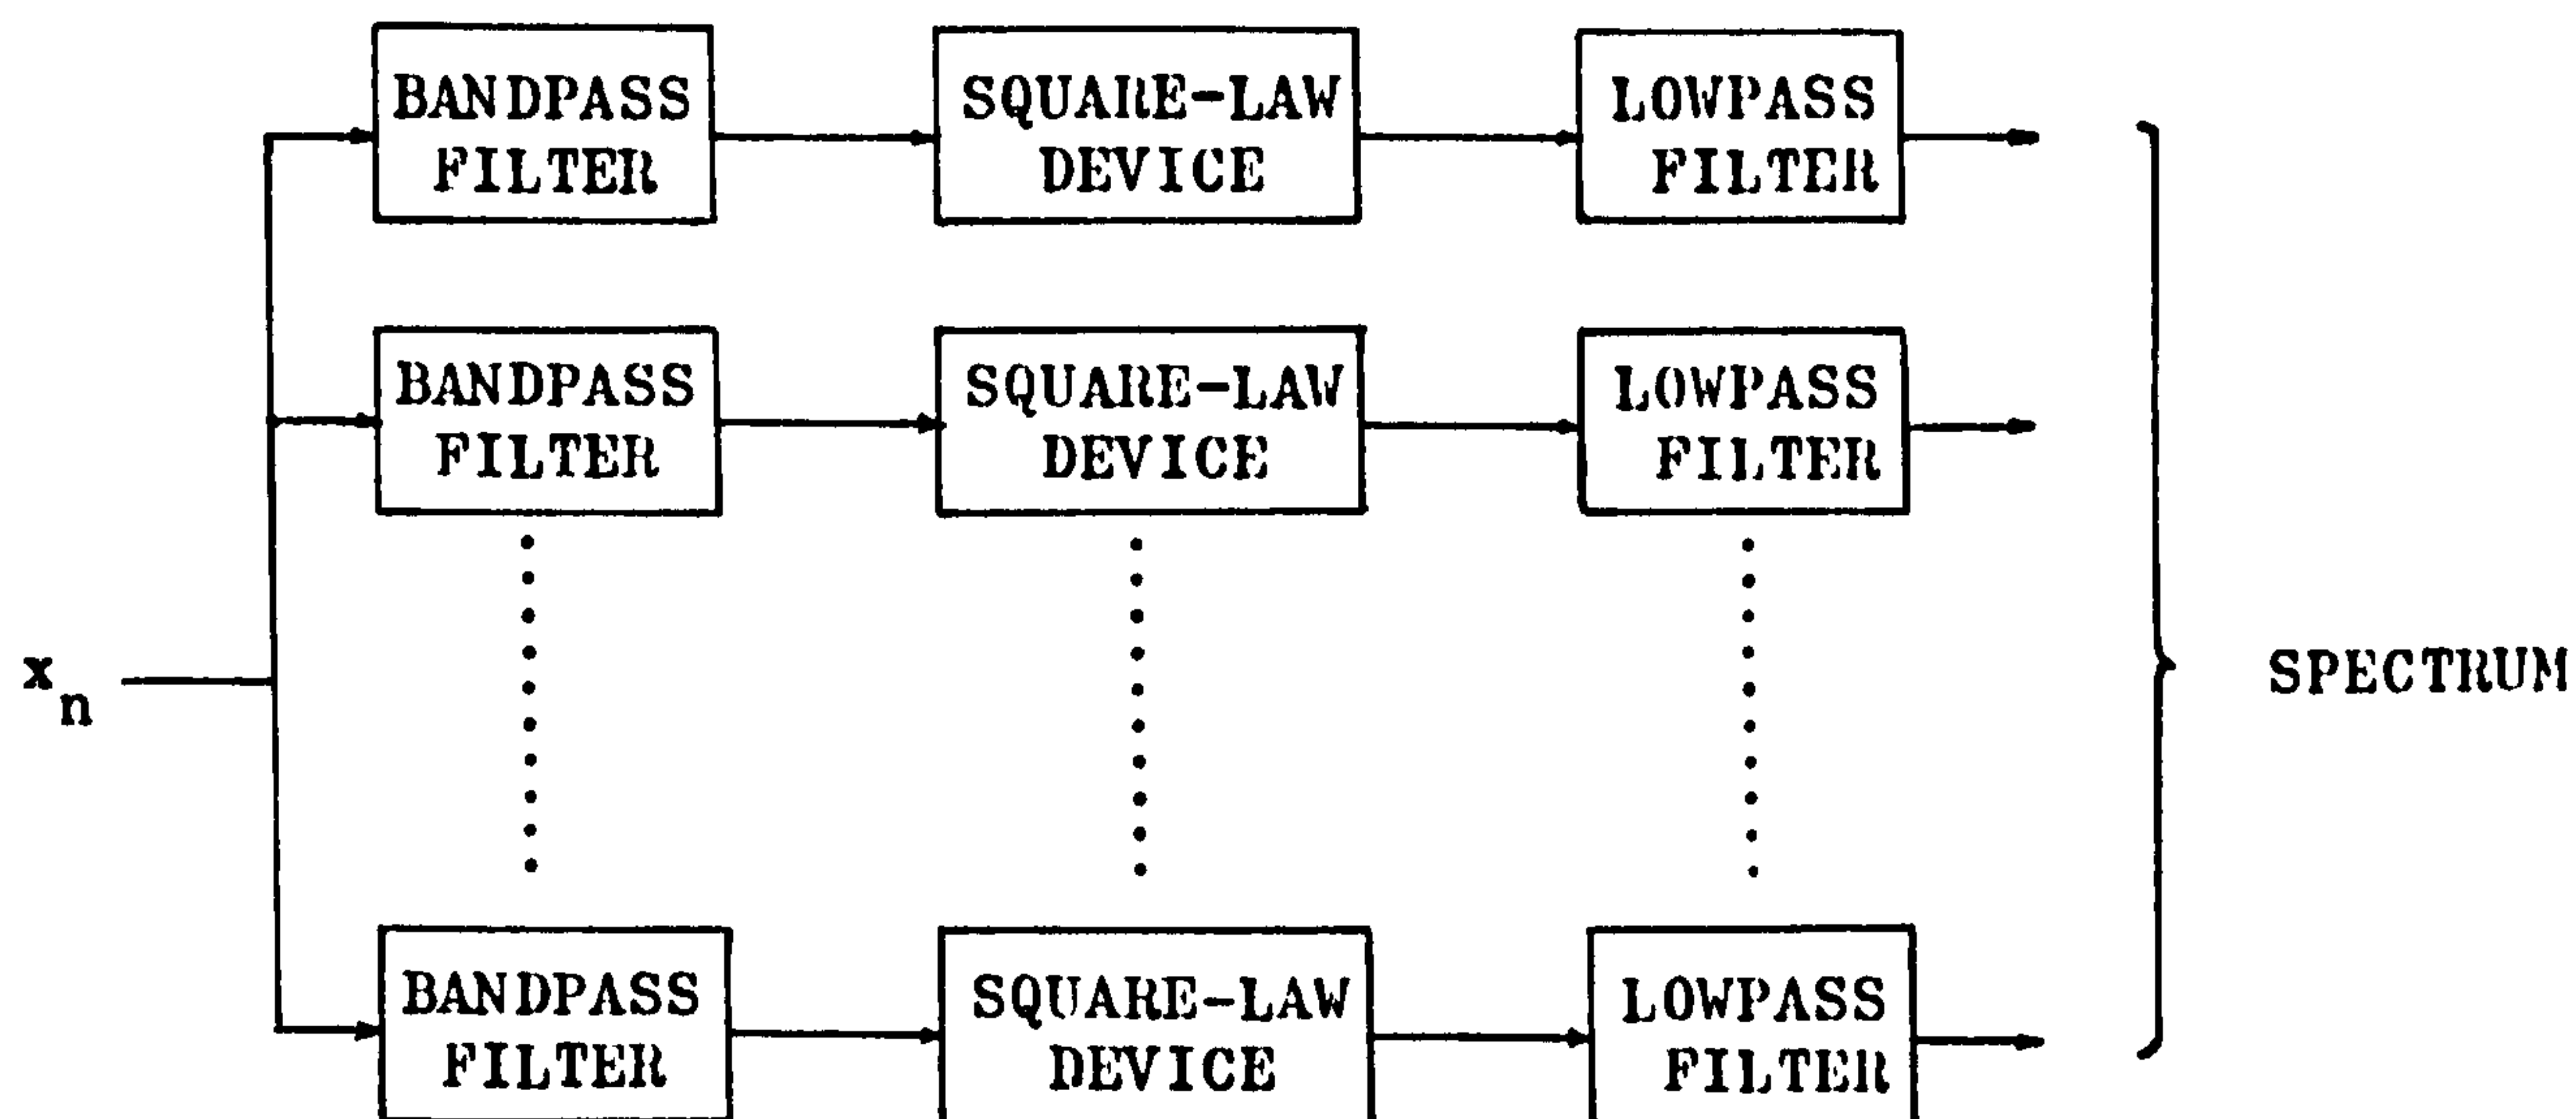 BANDPASS
FILTER
SQUARE-LAW
DEVICE
LOWPASS
FILTER
BANDPASS
FILTER
SQUARE-LAW
DEVICE
LOWPASS
FILTER
x_n
SPECTRUM
BANDPASS
FILTER
SQUARE-LAW
DEVICE
LOWPASS
FILTER